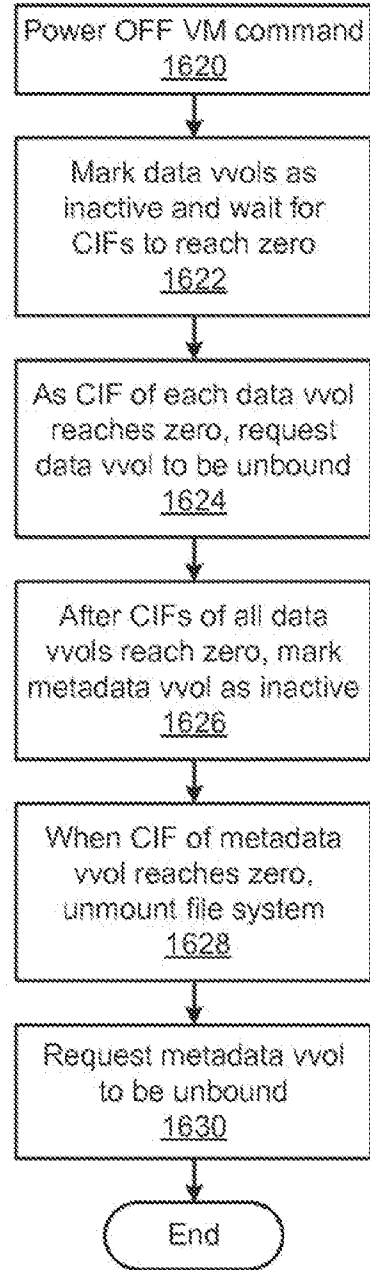 Power OFF VM command
1620
Mark data vvols as
inactive and wait for
CIFs to reach zero
1622
As CIF of each data vvol
reaches zero, request
data vvol to be unbound
1624
After CIFs of all data
vvols reach zero, mark
metadata vvol as inactive
1626
When CIF of metadata
vvol reaches zero,
unmount file system
1628
Request metadata vvol
to be unbound
1630
End